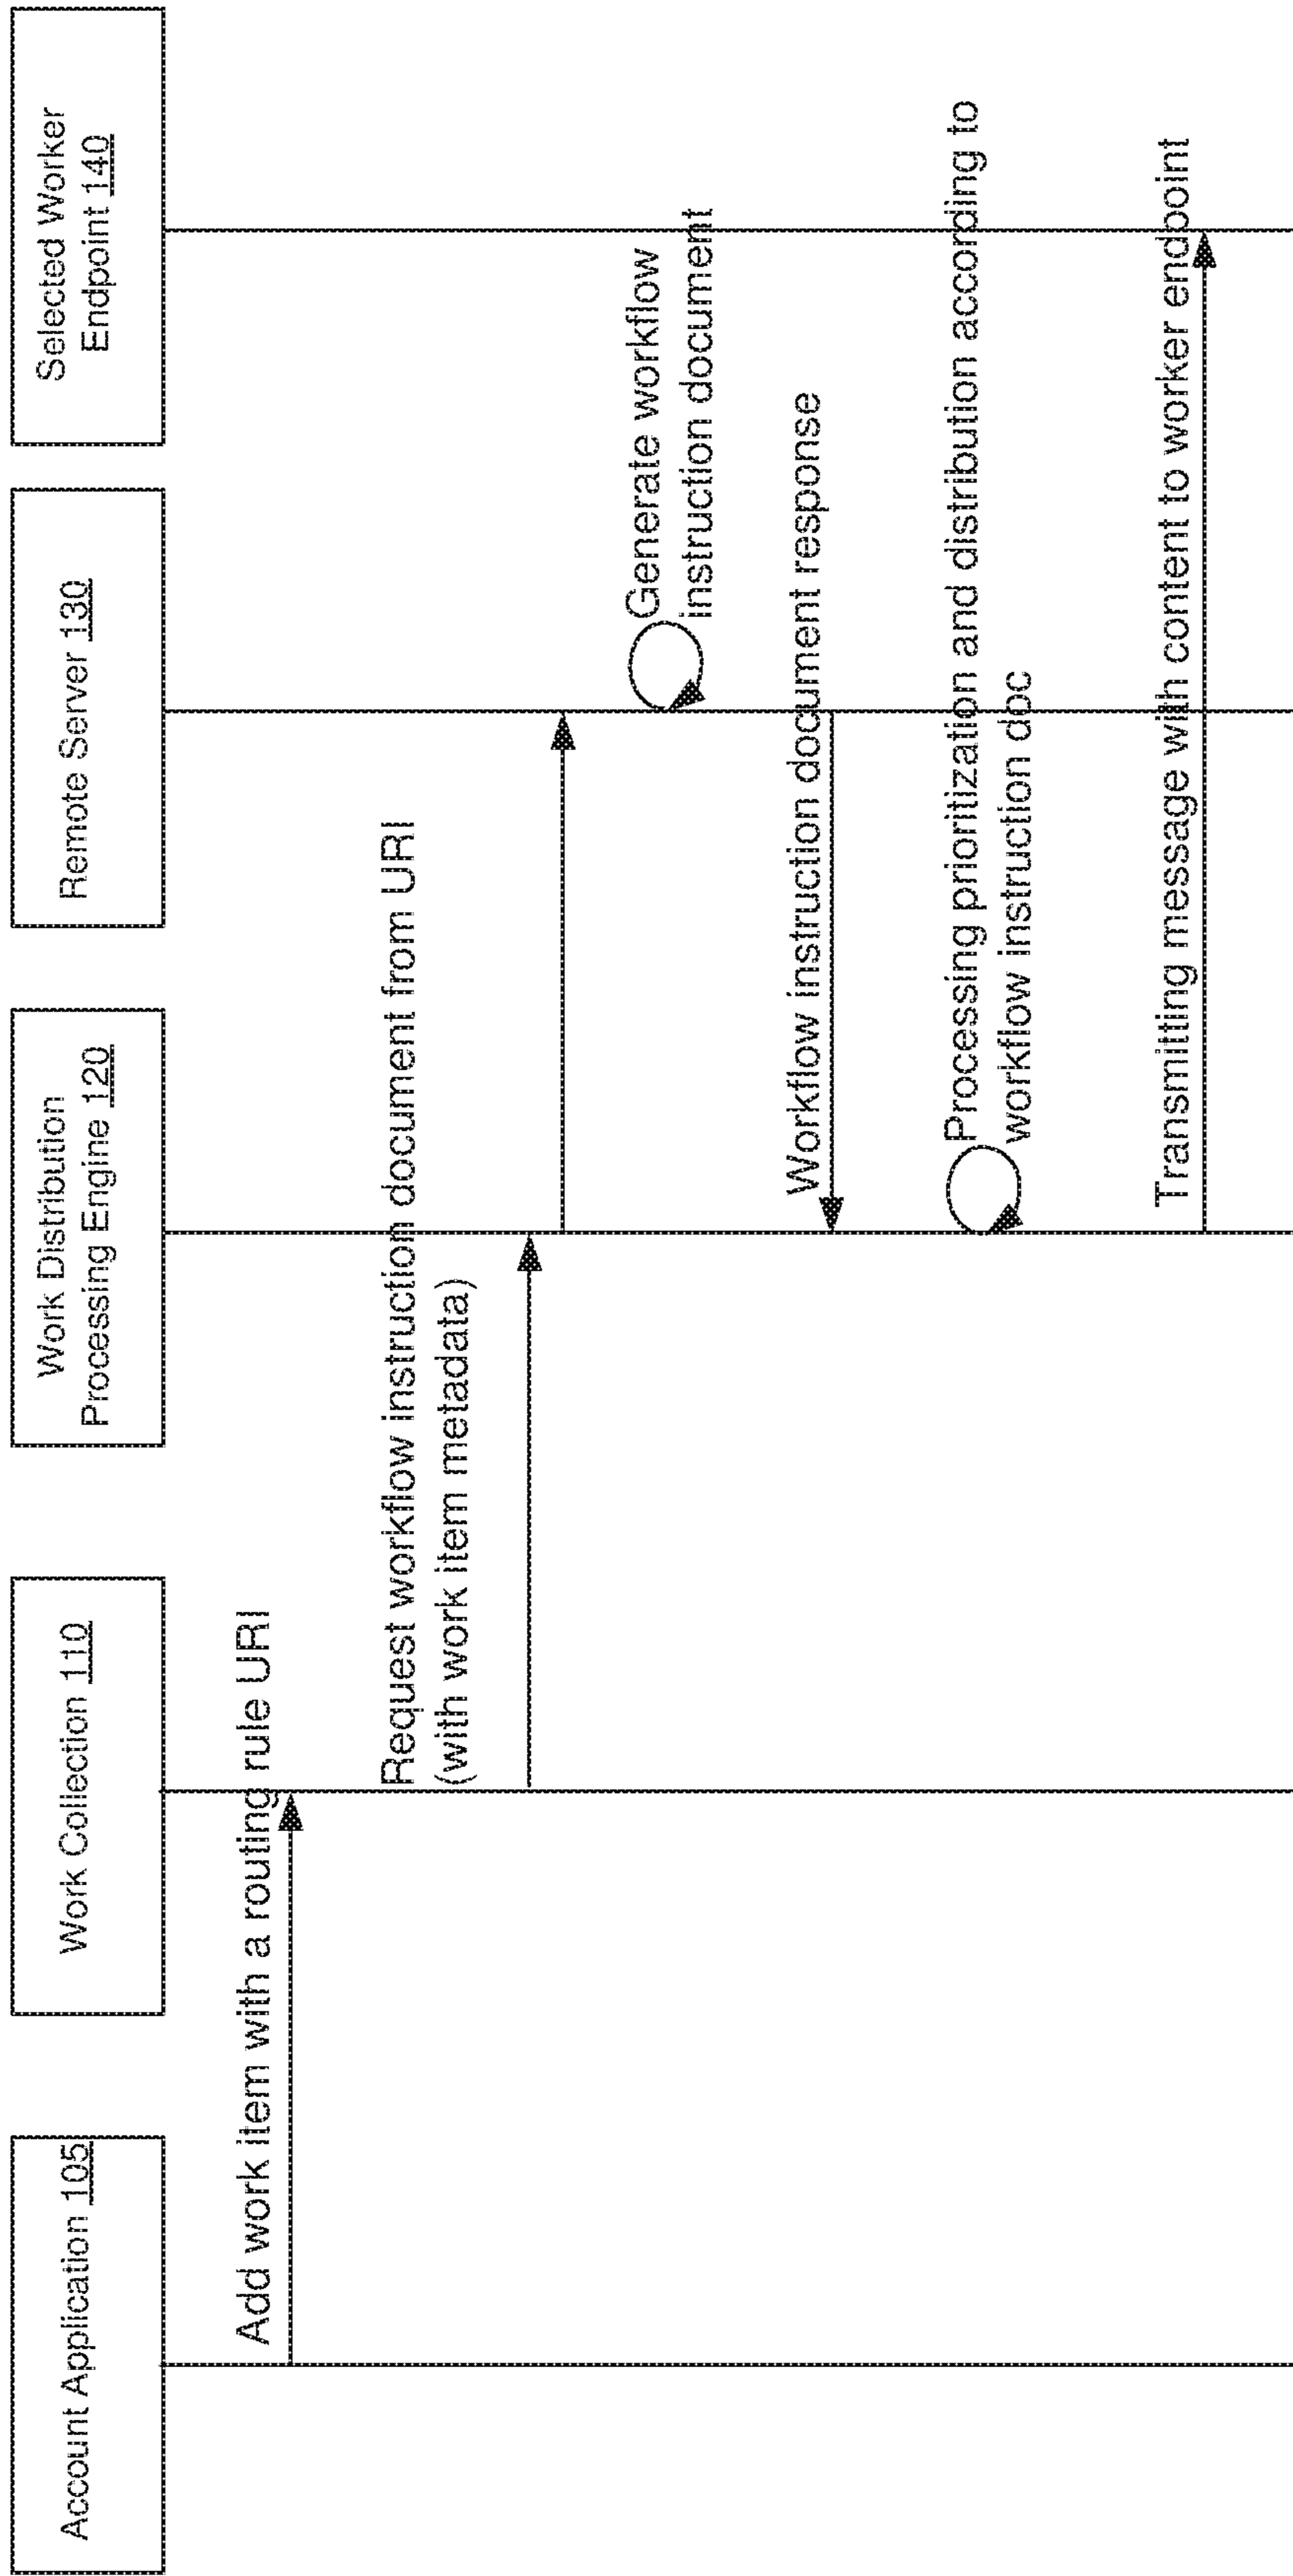 Account Application 105
Work Collection 110
Work Distribution
Processing Engine 120
Remote Server 130
Selected Worker
Endpoint 140
Add work item with a routing rule URI
Request workflow instruction document from URI
(with work item metadata)
Generate workflow
instruction document
Workflow instruction document response
Processing prioritization and distribution according to
workflow instruction doc
Transmitting message with content to worker endpoint